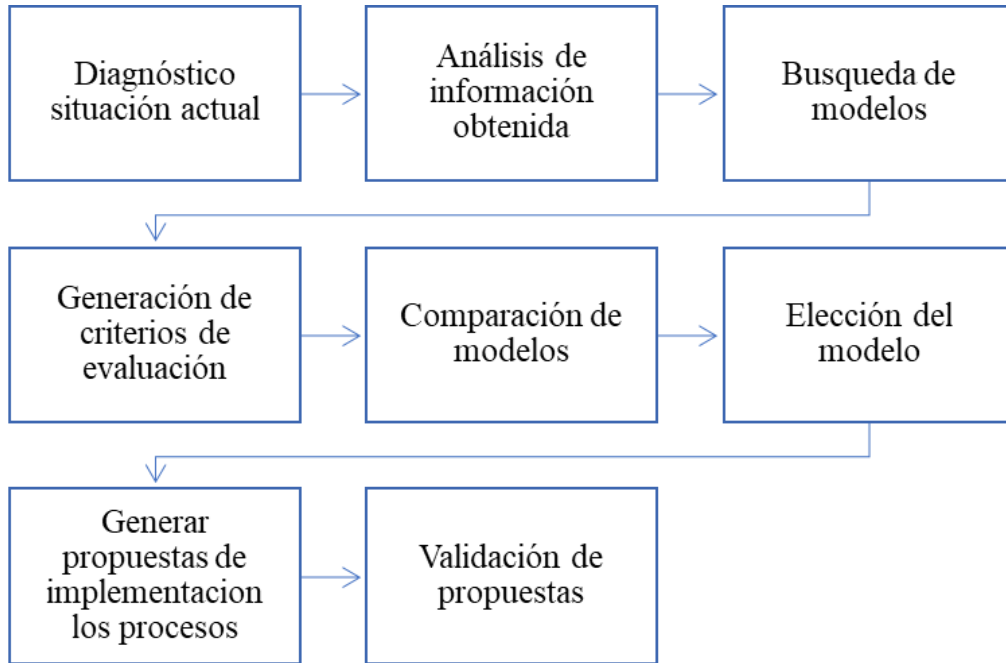 Diagnóstico
situación actual
Análisis de
información
obtenida
Busqueda de
modelos
Generación de
criterios de
evaluación
Comparación de
modelos
Elección del
modelo
Generar
propuestas de
implementacion
los procesos
Validación de
propuestas